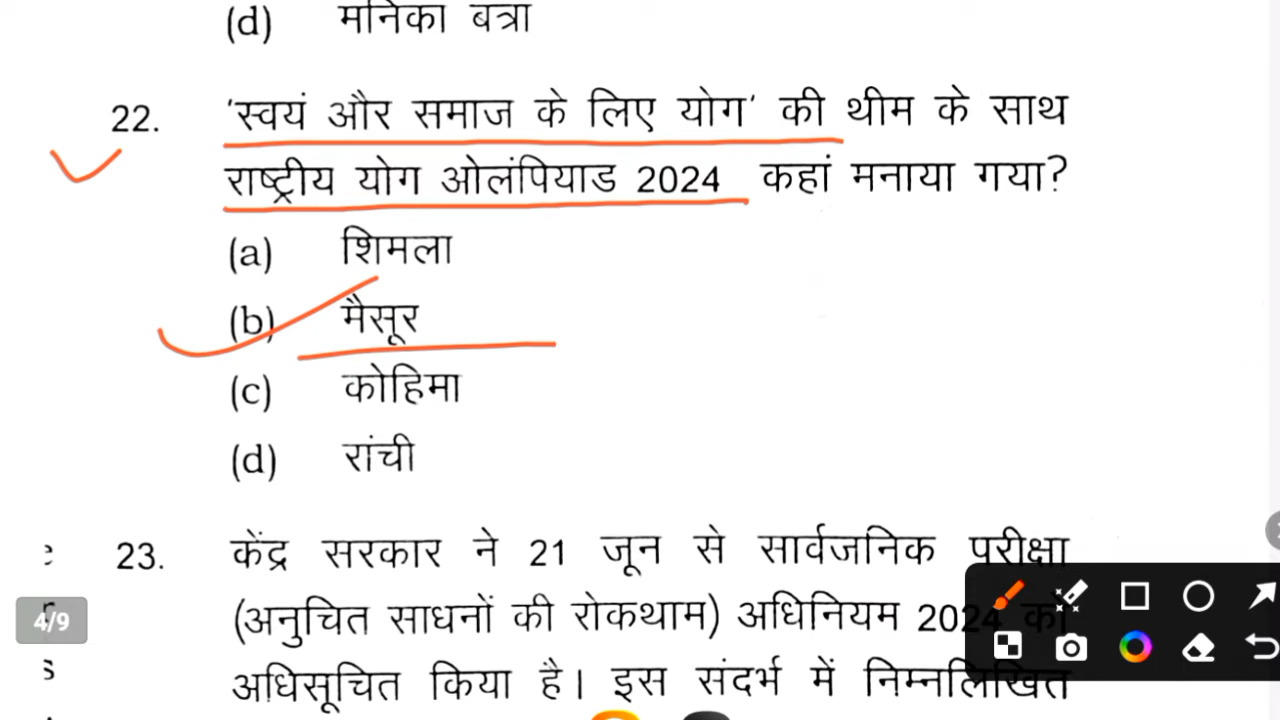 (d) मनिका बत्रा
22. 'स्वयं और समाज के लिए योग' की थीम के साथ
राष्ट्रीय योग ओलंपियाड 2024 कहां मनाया गया?
(a) शिमला
(b) मैसूर
(c) कोहिमा
(d) रांची
23. केंद्र सरकार ने 21 जून से सार्वजनिक परीक्षा
(अनुचित साधनों की रोकथाम) अधिनियम 2024 को
4/9
अधिसूचित किया है। इस संदर्भ में निम्नलिखित